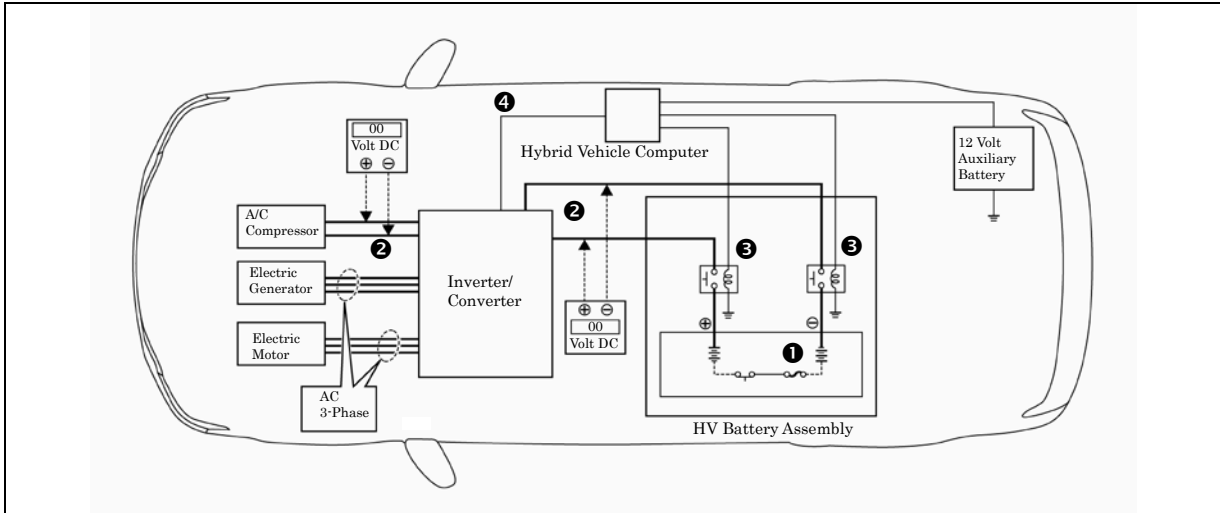 ❹
00
Volt DC
⊕ ⊖
Hybrid Vehicle Computer
12 Volt
Auxiliary
Battery
A/C
Compressor
❷
❷
❸
❸
Electric
Generator
Inverter/
Converter
⊕ ⊖
00
Volt DC
⊕
⊖
Electric
Motor
❶
AC
3-Phase
HV Battery Assembly